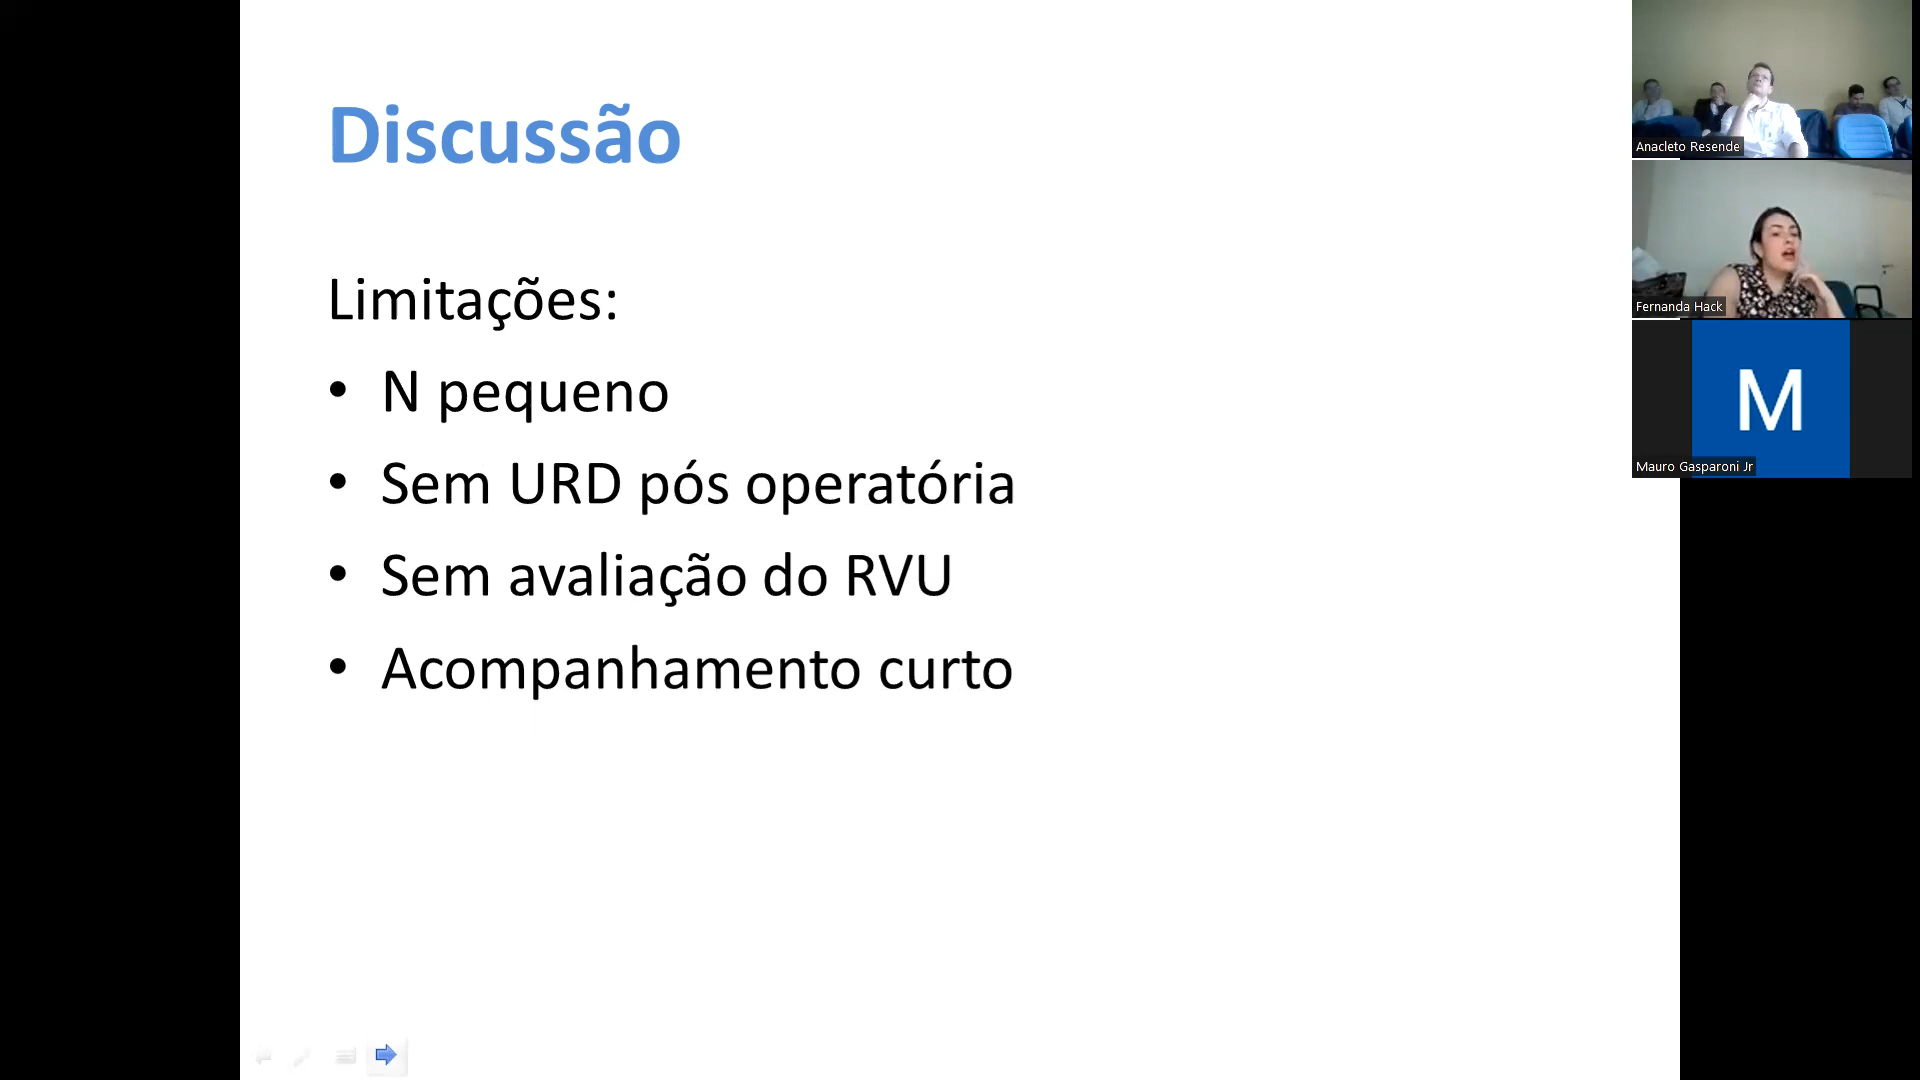 Discussão
Limitações:
• N pequeno
• Sem URD pós operatória
• Sem avaliação do RVU
• Acompanhamento curto
Anacleto Resende
Fernanda Hack
M
Mauro Gasparoni Jr